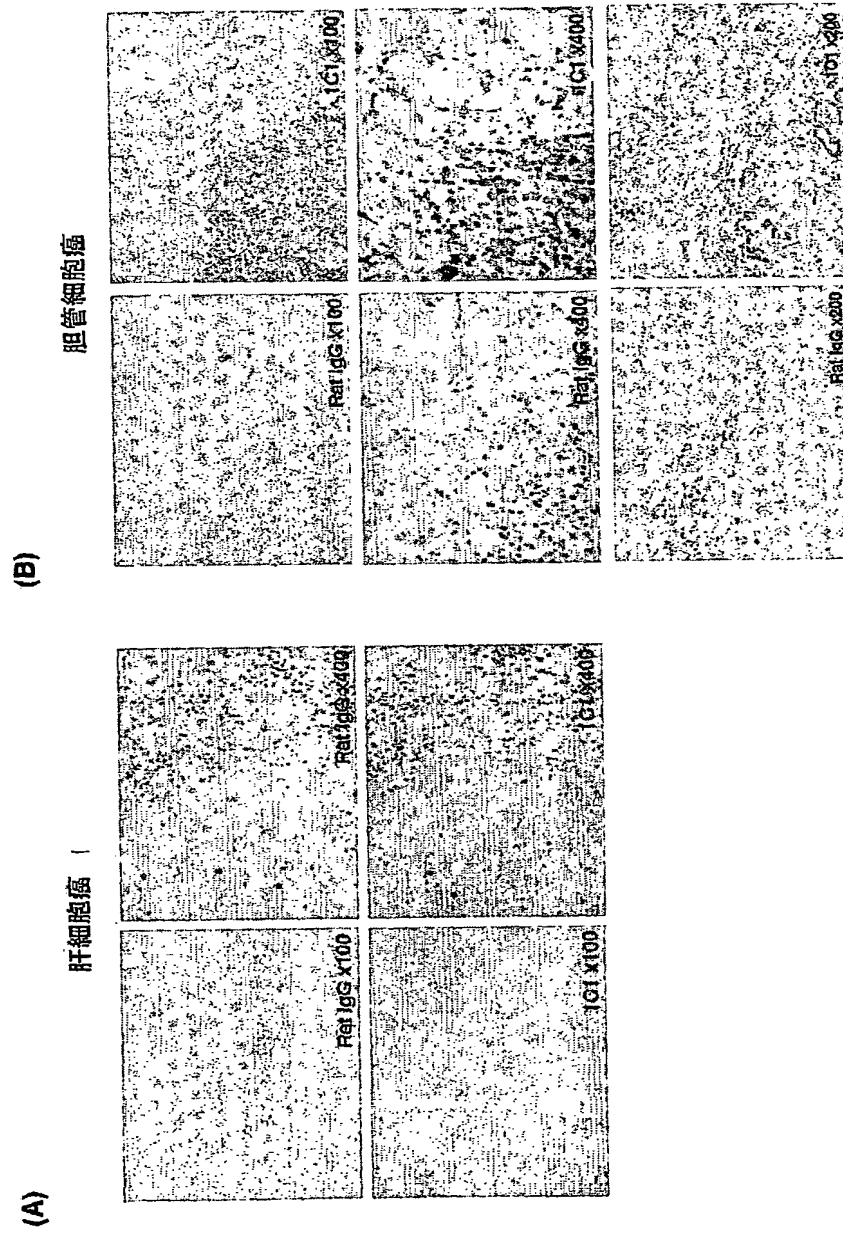 (A)
肝細胞癌
Rat IgG x100
Rat IgG x400
1C1 x100
1C1 x400
(B)
胆管細胞癌
Rat IgG x100
1C1 x100
Rat IgG x400
1C1 x400
Rat IgG x200
1C1 x200